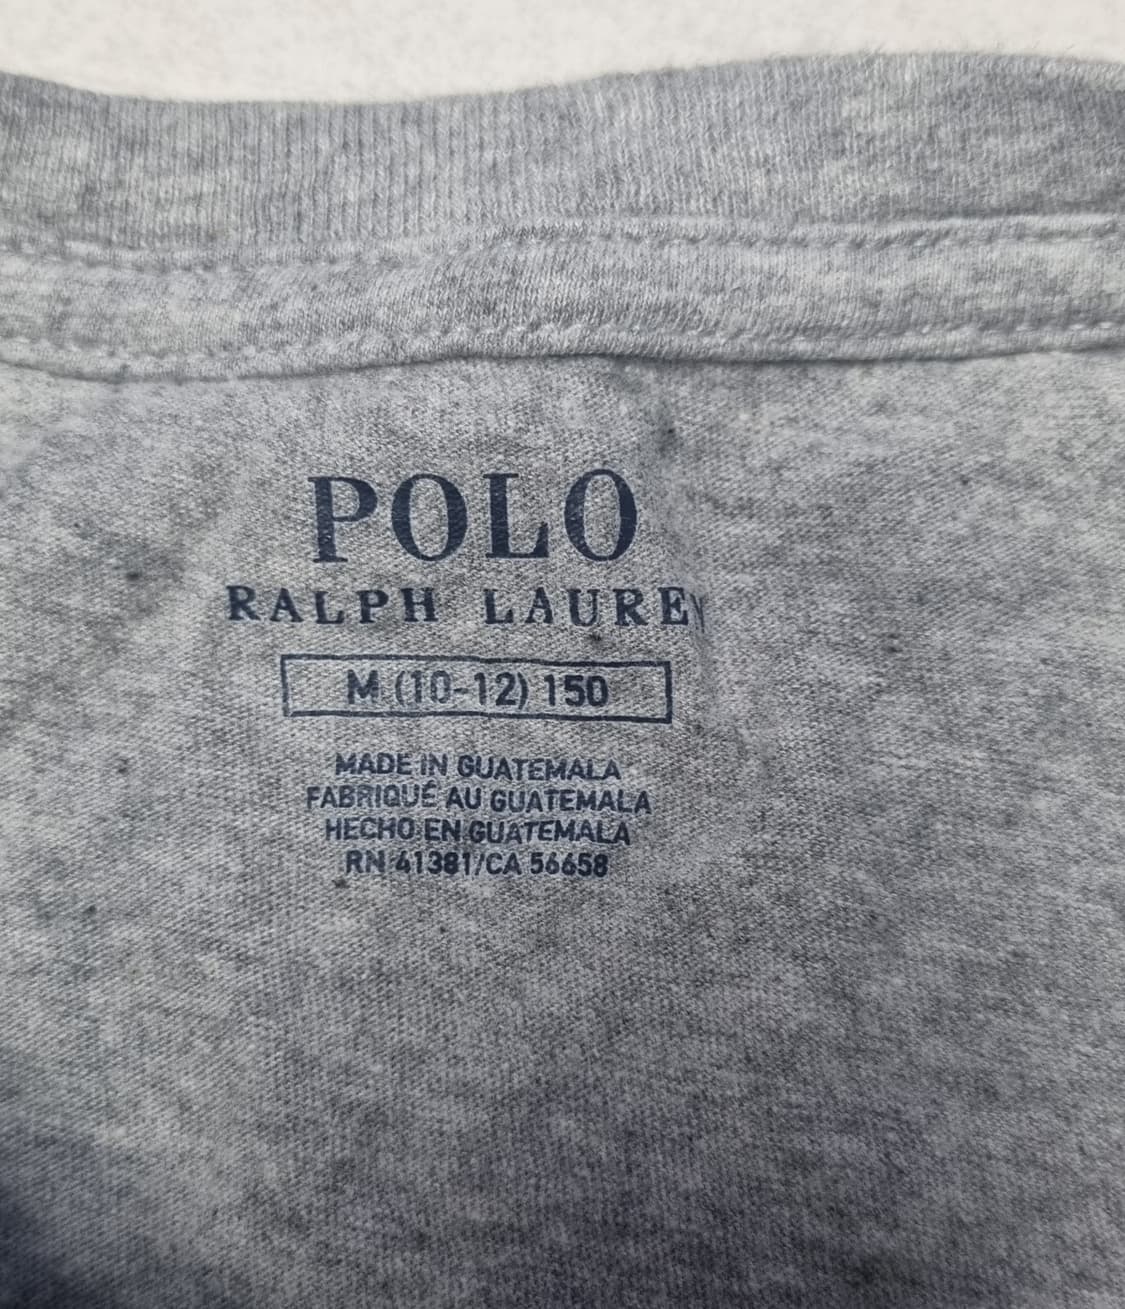 POLO
RALPH LAUREN
M (10-12) 150
MADE IN GUATEMALA
FABRIQUÉ AU GUATEMALA
HECHO EN GUATEMALA
RN 41381/CA 56658